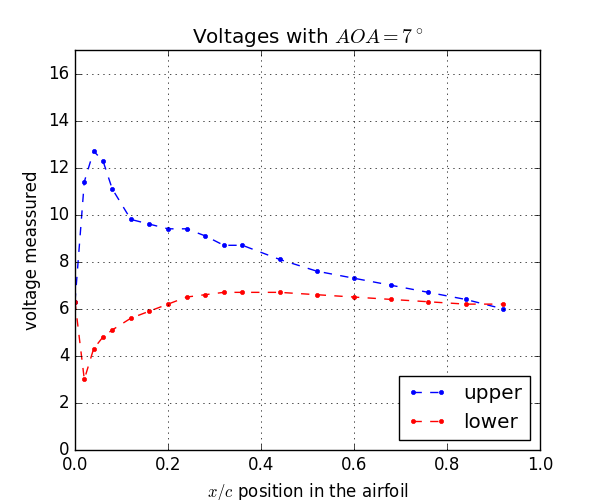 Voltages with AOA = 7°
voltage meassured
16
14
12
10
8
6
4
2
0
0.0 0.2 0.4 0.6 0.8 1.0
x/c position in the airfoil
upper
lower